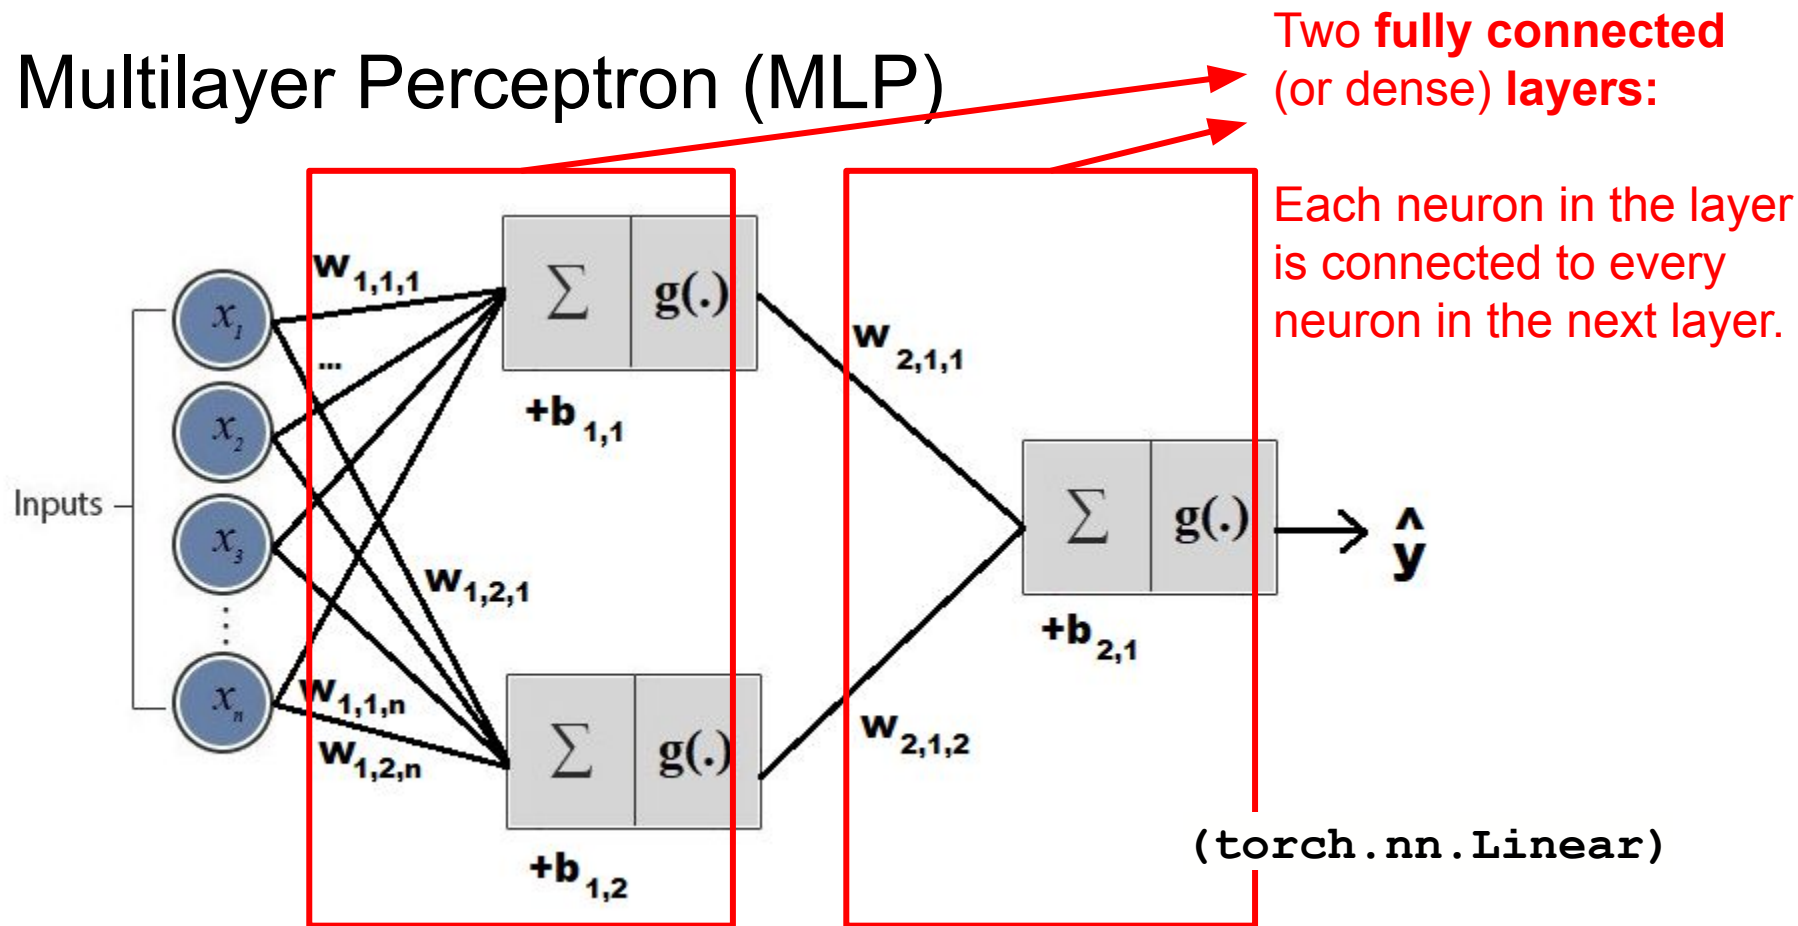 Multilayer Perceptron (MLP)
Two fully connected
(or dense) layers:
Each neuron in the layer
is connected to every
neuron in the next layer.
Inputs
x₁
x₂
x₃
⋮
xₙ
w1,1,1
...
w1,2,1
w1,1,n
w1,2,n
∑ g(.)
+b1,1
∑ g(.)
+b1,2
w2,1,1
w2,1,2
∑ g(.)
+b2,1
ŷ
(torch.nn.Linear)